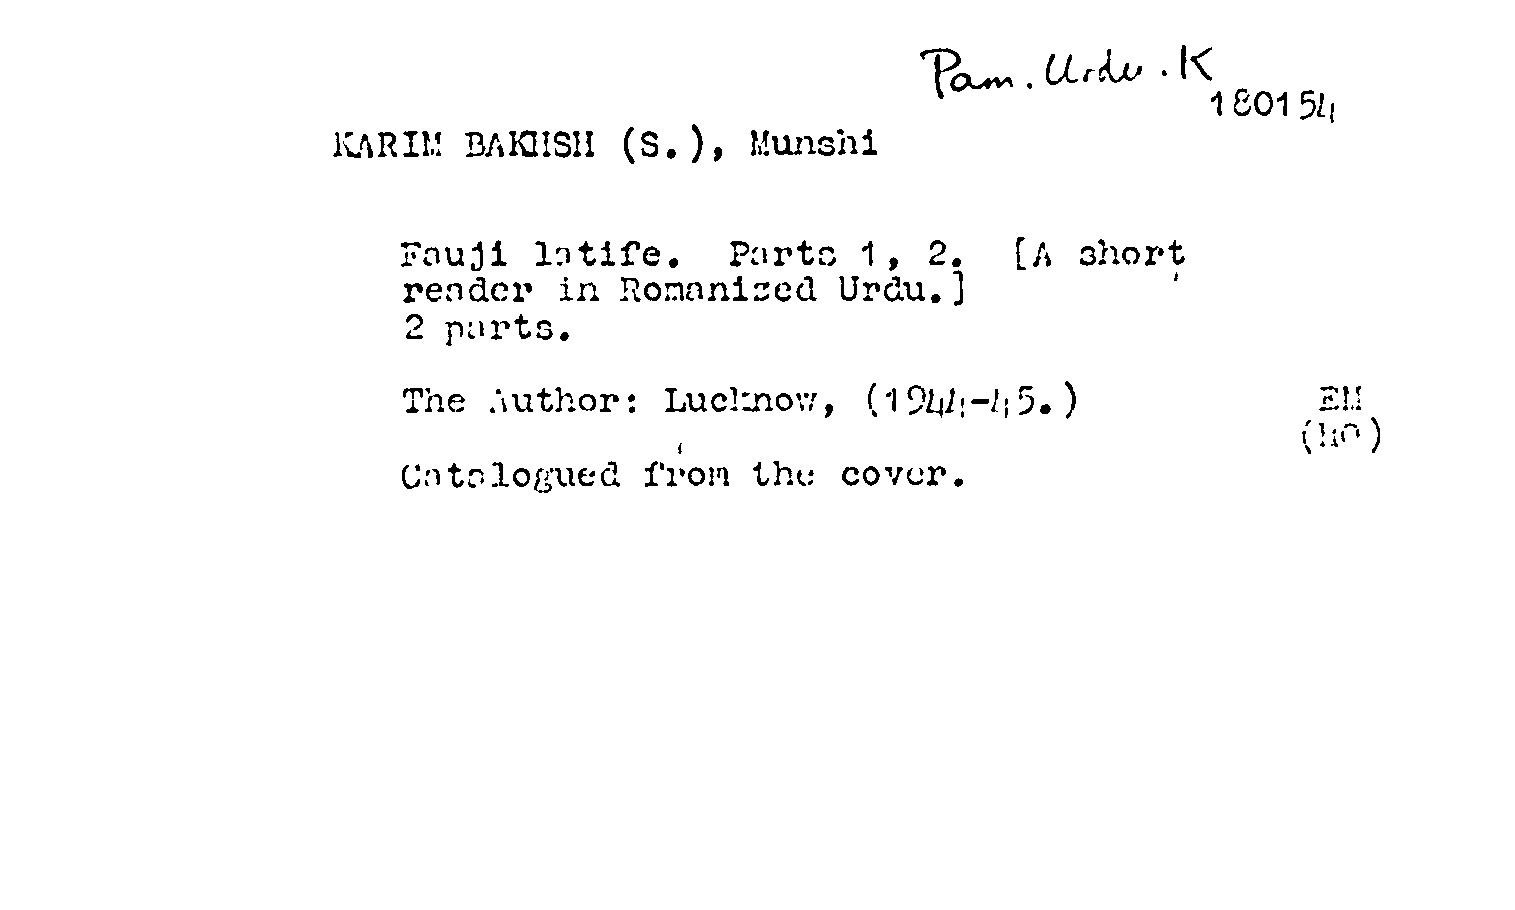 Pam. Urdu. K
180154
KARIM BAKHSH (S.), Munshi
Fauji latife. Parts 1, 2. [A short
reader in Romanized Urdu.]
2 parts.
The Author: Lucknow, (1944-45.)
EM
Catalogued from the cover.